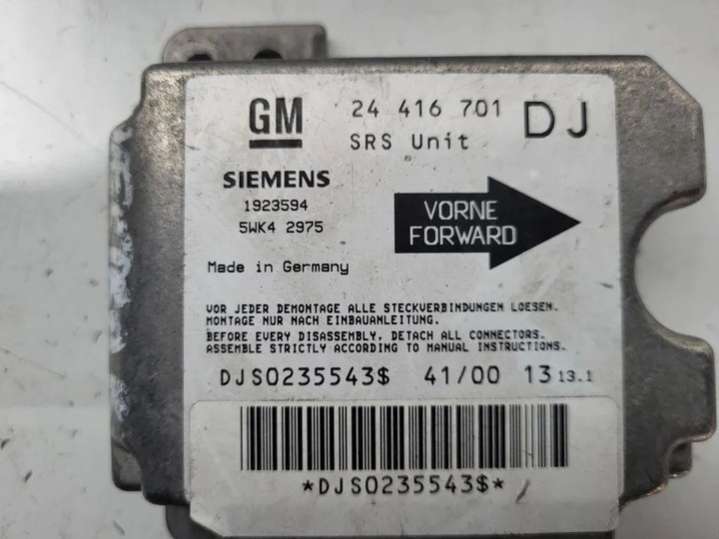 GM 24 416 701 DJ
SRS Unit
SIEMENS
1923594
5WK4 2975
VORNE
FORWARD
Made in Germany
VOR JEDER DEMONTAGE ALLE STECKVERBINDUNGEN LOESEN.
MONTAGE NUR NACH EINBAUANLEITUNG.
BEFORE EVERY DISASSEMBLY, DETACH ALL CONNECTORS.
ASSEMBLE STRICTLY ACCORDING TO MANUAL INSTRUCTIONS.
DJS0235543$ 41/00 13 13.1
*DJS0235543$*